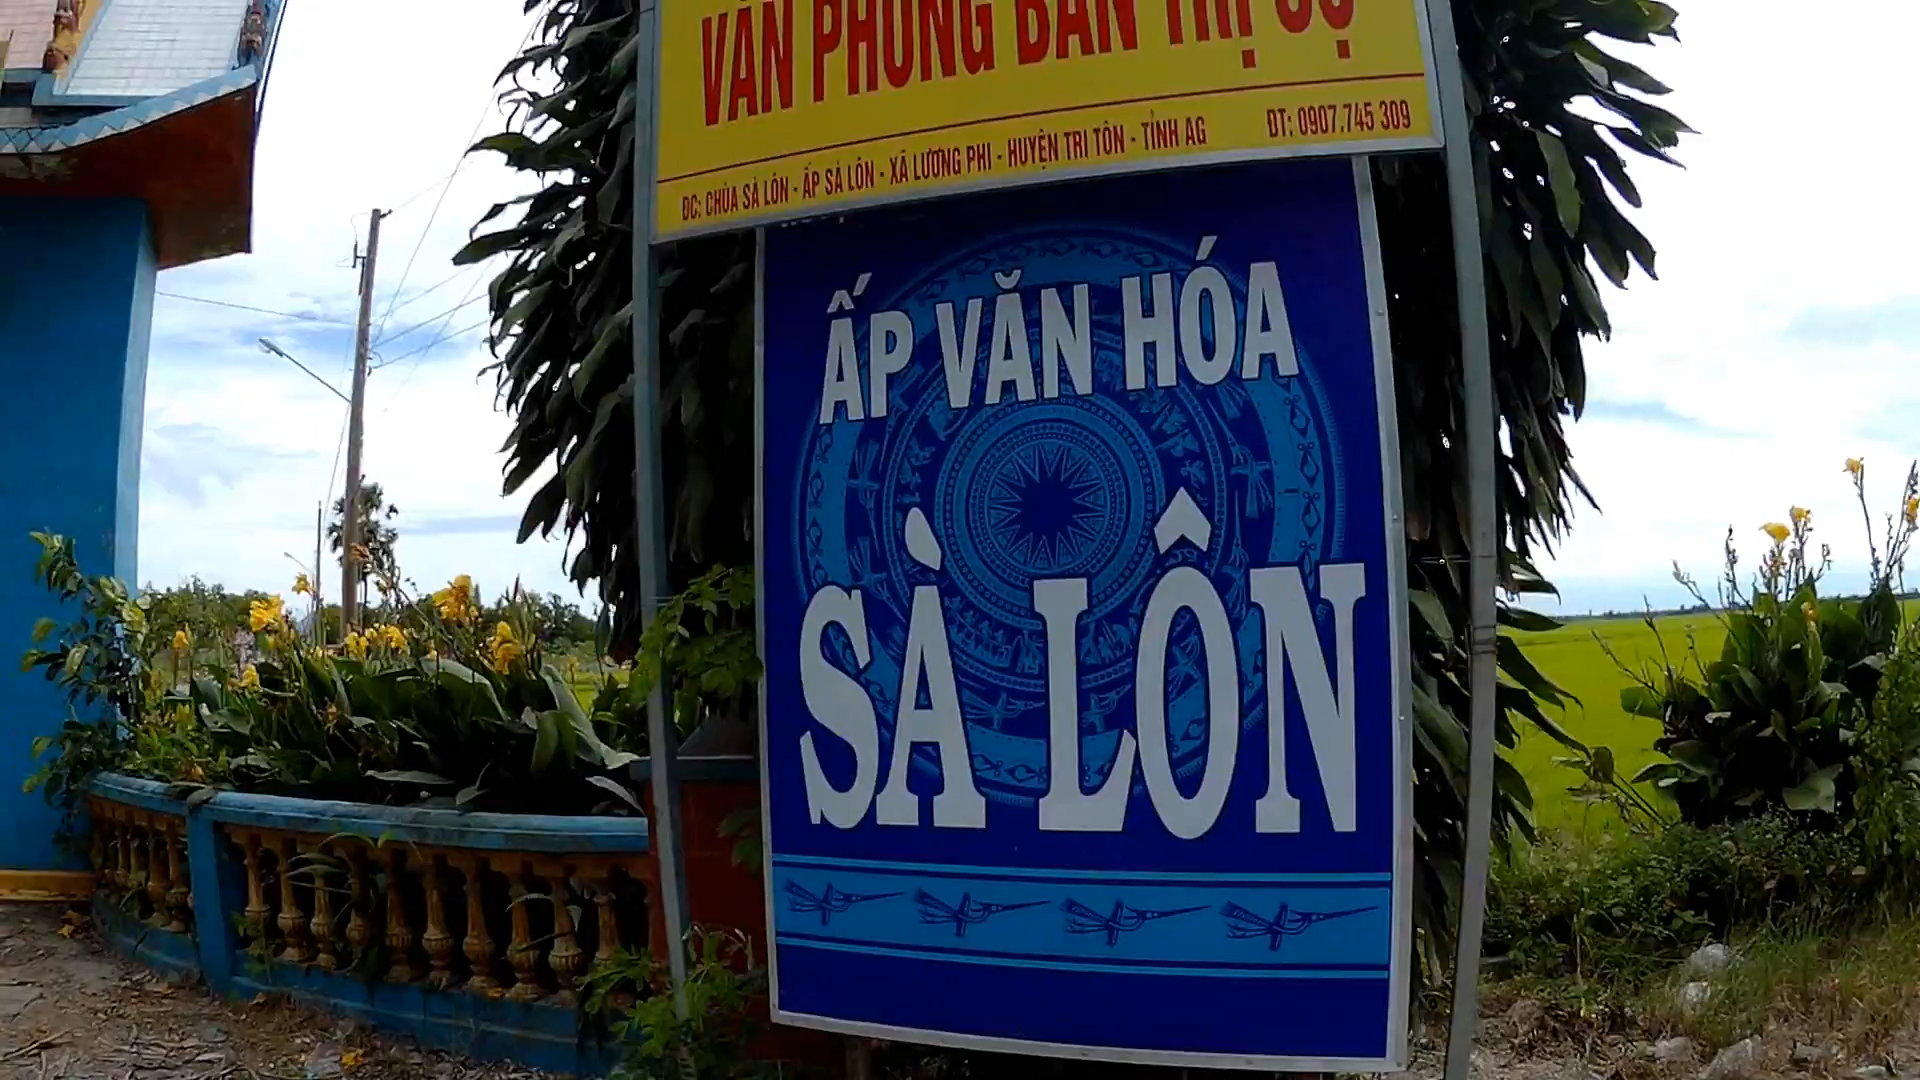 VĂN PHÒNG BAN TRỊ SỰ
ĐC: CHÙA SÀ LÔN - ẤP SÀ LÔN - XÃ LƯƠNG PHI - HUYỆN TRI TÔN - TỈNH AG ĐT: 0907.745 309
ẤP VĂN HÓA
SÀ LÔN